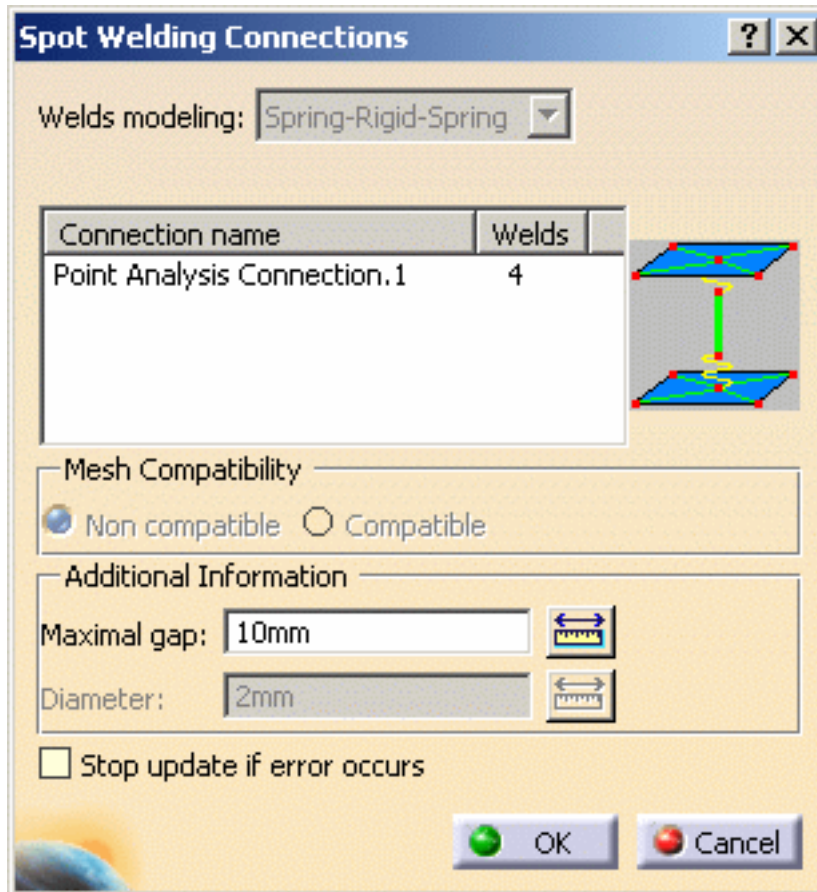 Spot Welding Connections ? X
Welds modeling: Spring-Rigid-Spring
Connection name Welds
Point Analysis Connection.1 4
Mesh Compatibility
Non compatible Compatible
Additional Information
Maximal gap: 10mm
Diameter: 2mm
Stop update if error occurs
OK Cancel